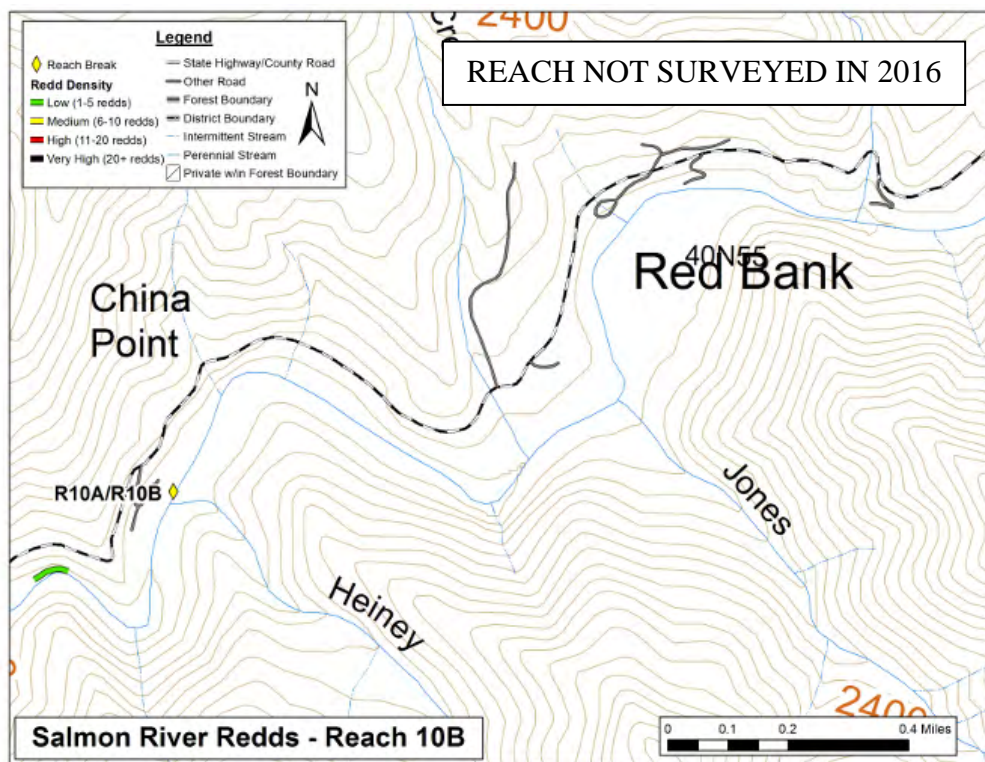 Legend
Reach Break
Redd Density
Low (1-5 redds)
Medium (6-10 redds)
High (11-20 redds)
Very High (20+ redds)
State Highway/County Road
Other Road
Forest Boundary
District Boundary
Intermittent Stream
Perennial Stream
Private w/in Forest Boundary
N
2400
REACH NOT SURVEYED IN 2016
40N55
Red Bank
China
Point
R10A/R10B
Jones
Heiney
2400
Salmon River Redds - Reach 10B
0 0.1 0.2 0.4 Miles